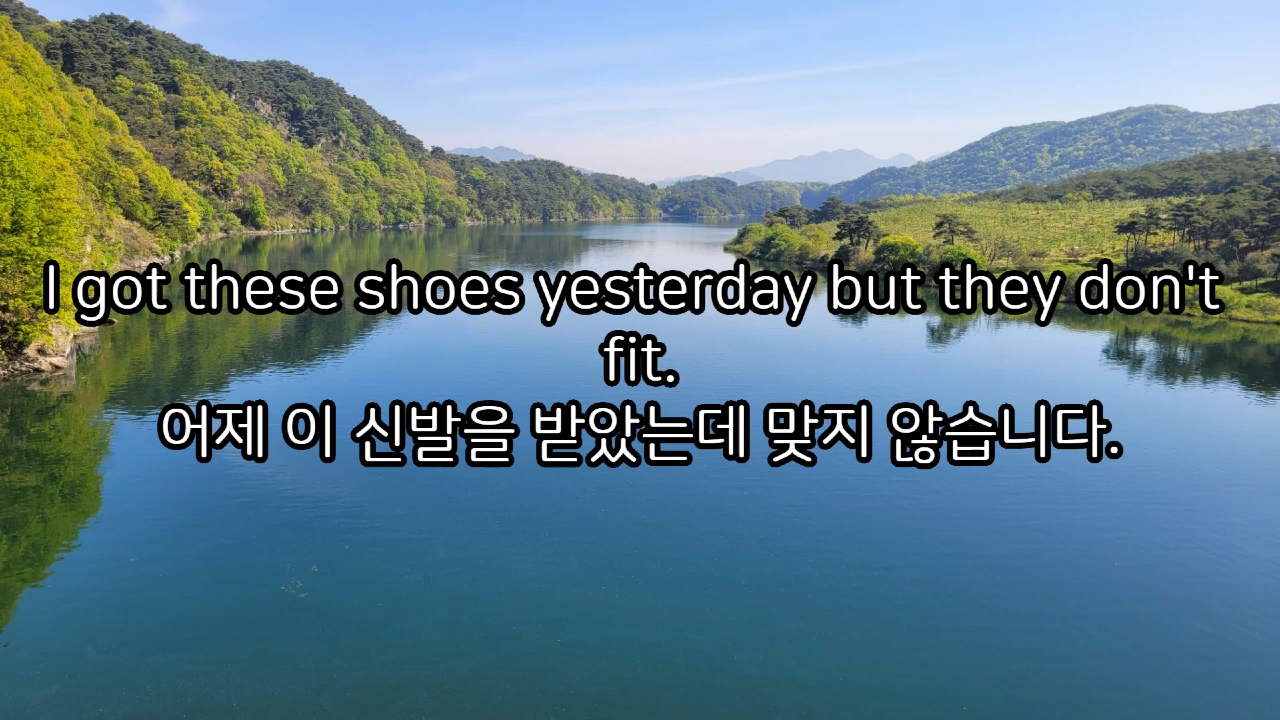 I got these shoes yesterday but they don't
fit.
어제 이 신발을 받았는데 맞지 않습니다.